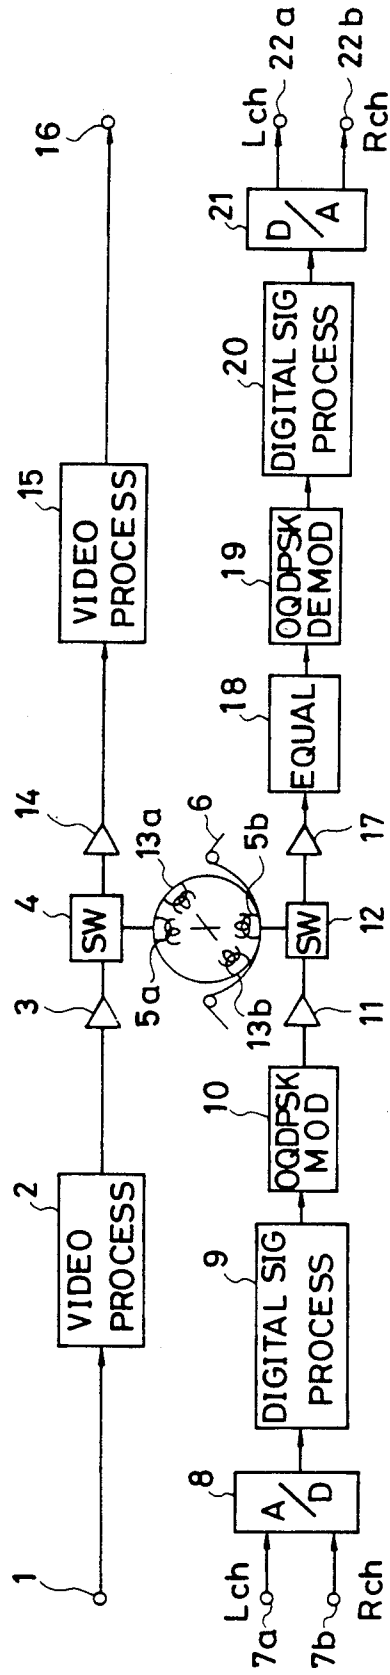 1
2
VIDEO
PROCESS
3
4
SW
14
15
VIDEO
PROCESS
16
5a
13a
6
5b
13b
Lch
7a
7b
Rch
8
A/D
9
DIGITAL SIG
PROCESS
10
OQDPSK
MOD
11
12
SW
17
18
EQUAL
19
OQDPSK
DEMOD
20
DIGITAL SIG
PROCESS
21
D/A
Lch
22a
22b
Rch